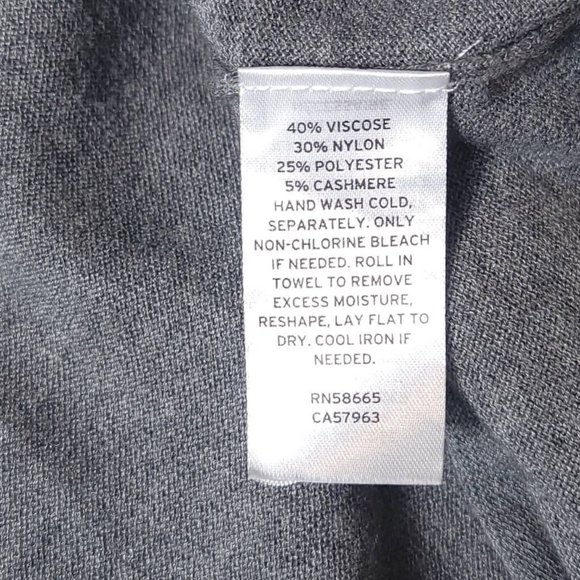 40% VISCOSE
30% NYLON
25% POLYESTER
5% CASHMERE
HAND WASH COLD,
SEPARATELY. ONLY
NON-CHLORINE BLEACH
IF NEEDED. ROLL IN
TOWEL TO REMOVE
EXCESS MOISTURE,
RESHAPE, LAY FLAT TO
DRY. COOL IRON IF
NEEDED.
RN58665
CA57963